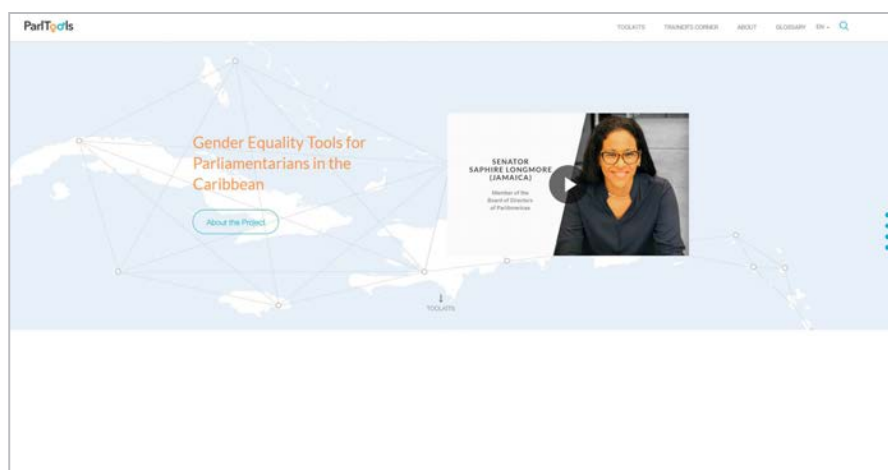 ParlTools
TOOLKITS TRAINER'S CORNER ABOUT GLOSSARY EN
Gender Equality Tools for
Parliamentarians in the
Caribbean
About the Project
SENATOR
SAPHIRE LONGMORE
(JAMAICA)
Member of the
Board of Directors
of ParlAmericas
TOOLKITS